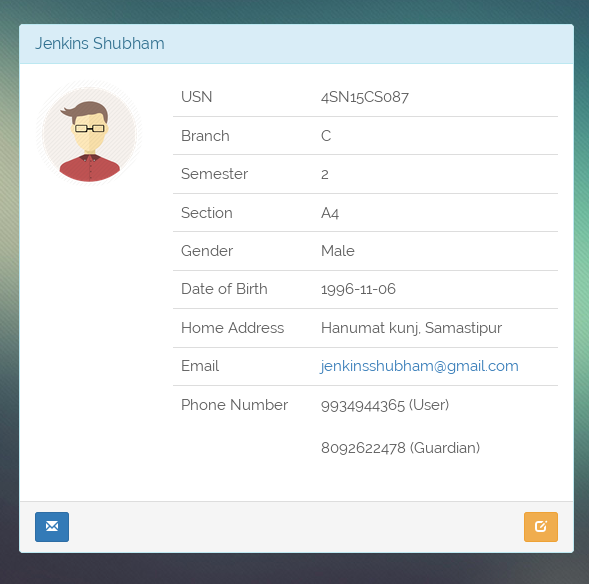 Jenkins Shubham
USN 4SN15CS087
Branch C
Semester 2
Section A4
Gender Male
Date of Birth 1996-11-06
Home Address Hanumat kunj, Samastipur
Email jenkinsshubham@gmail.com
Phone Number 9934944365 (User)
8092622478 (Guardian)